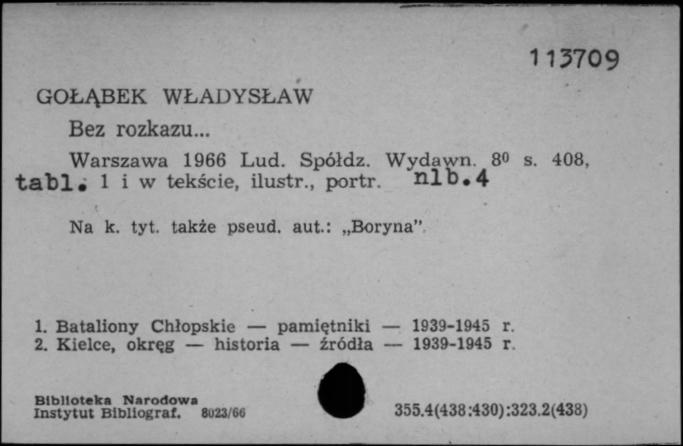 113709
GOŁĄBEK WŁADYSŁAW
Bez rozkazu...
Warszawa 1966 Lud. Spółdz. Wydawn. 8⁰ s. 408,
tabl. 1 i w tekście, ilustr., portr. nlb.4
Na k. tyt. także pseud. aut.: „Boryna”.
1. Bataliony Chłopskie — pamiętniki — 1939-1945 r.
2. Kielce, okręg — historia — źródła — 1939-1945 r.
Biblioteka Narodowa
Instytut Bibliograf. 8023/66 355.4(438:430):323.2(438)